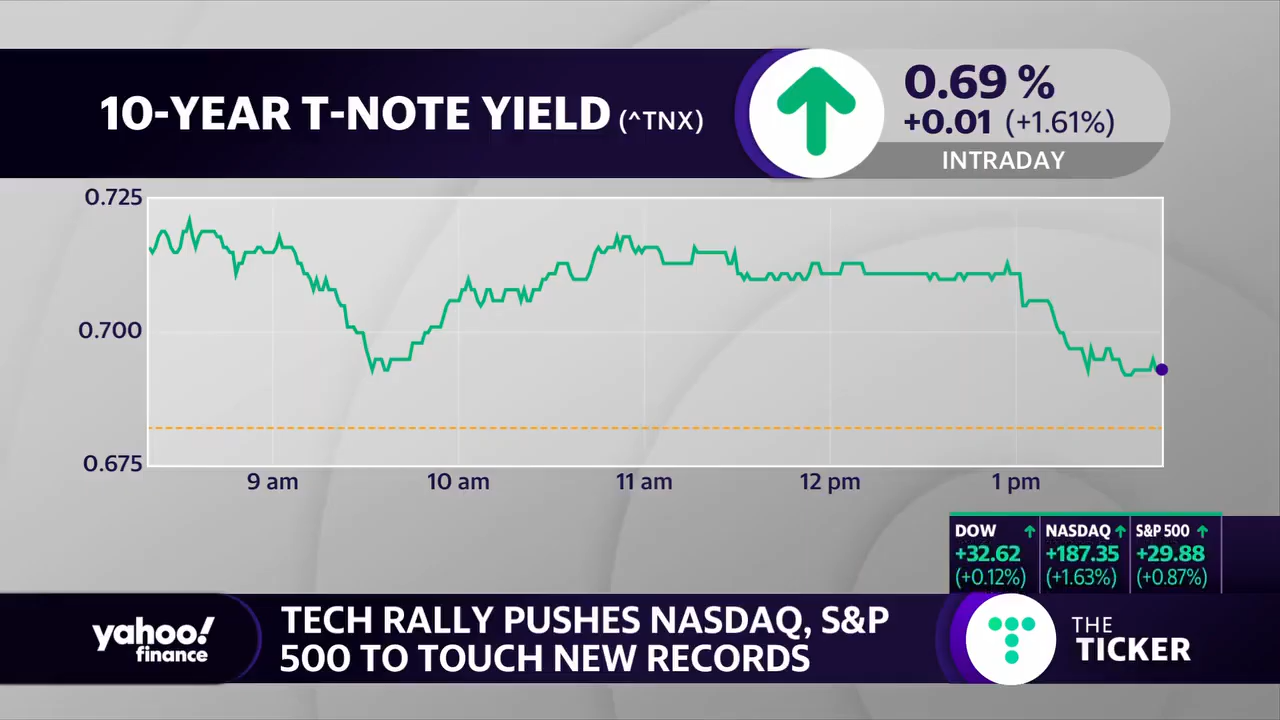 10-YEAR T-NOTE YIELD (^TNX)
0.69 %
+0.01 (+1.61%)
INTRADAY
0.725
0.700
0.675
9 am 10 am 11 am 12 pm 1 pm
DOW NASDAQ S&P 500
+32.62 +187.35 +29.88
(+0.12%) (+1.63%) (+0.87%)
yahoo!
finance
TECH RALLY PUSHES NASDAQ, S&P
500 TO TOUCH NEW RECORDS
THE
TICKER